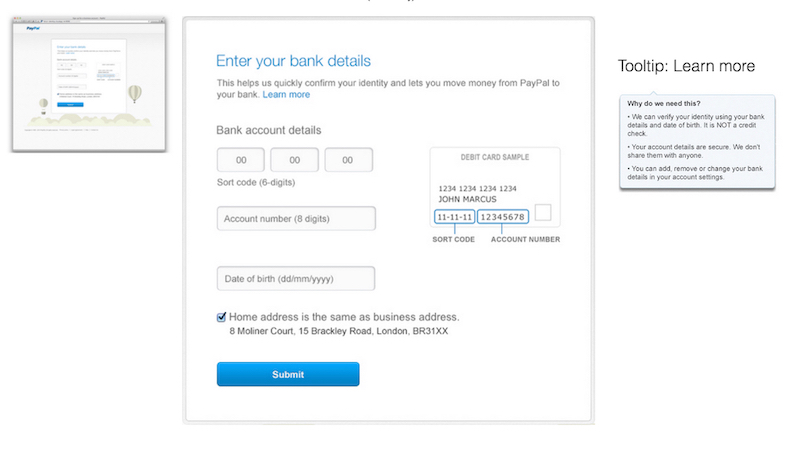 PayPal
Enter your bank details
This helps us quickly confirm your identity and lets you move money from PayPal to
your bank. Learn more
Bank account details
00 00 00
Sort code (6-digits)
Account number (8 digits)
DEBIT CARD SAMPLE
1234 1234 1234 1234
JOHN MARCUS
11-11-11 12345678
SORT CODE ACCOUNT NUMBER
Date of birth (dd/mm/yyyy)
Home address is the same as business address.
8 Moliner Court, 15 Brackley Road, London, BR31XX
Submit
Tooltip: Learn more
Why do we need this?
• We can verify your identity using your bank
details and date of birth. It is NOT a credit
check.
• Your account details are secure. We don't
share them with anyone.
• You can add, remove or change your bank
details in your account settings.